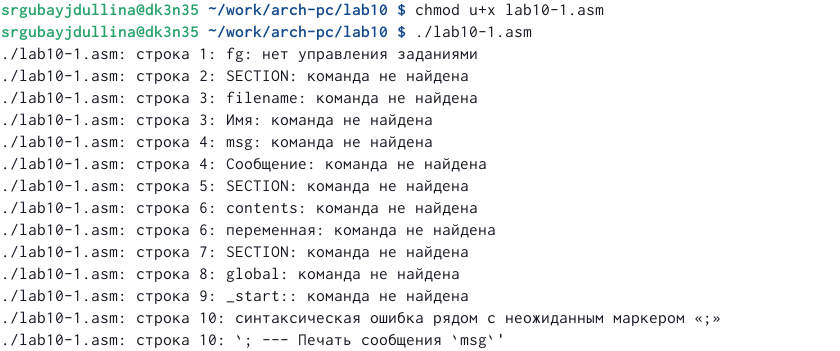 srgubayjdullina@dk3n35 ~/work/arch-pc/lab10 $ chmod u+x lab10-1.asm
srgubayjdullina@dk3n35 ~/work/arch-pc/lab10 $ ./lab10-1.asm
./lab10-1.asm: строка 1: fg: нет управления заданиями
./lab10-1.asm: строка 2: SECTION: команда не найдена
./lab10-1.asm: строка 3: filename: команда не найдена
./lab10-1.asm: строка 3: Имя: команда не найдена
./lab10-1.asm: строка 4: msg: команда не найдена
./lab10-1.asm: строка 4: Сообщение: команда не найдена
./lab10-1.asm: строка 5: SECTION: команда не найдена
./lab10-1.asm: строка 6: contents: команда не найдена
./lab10-1.asm: строка 6: переменная: команда не найдена
./lab10-1.asm: строка 7: SECTION: команда не найдена
./lab10-1.asm: строка 8: global: команда не найдена
./lab10-1.asm: строка 9: _start:: команда не найдена
./lab10-1.asm: строка 10: синтаксическая ошибка рядом с неожиданным маркером «;»
./lab10-1.asm: строка 10: `; --- Печать сообщения `msg`'